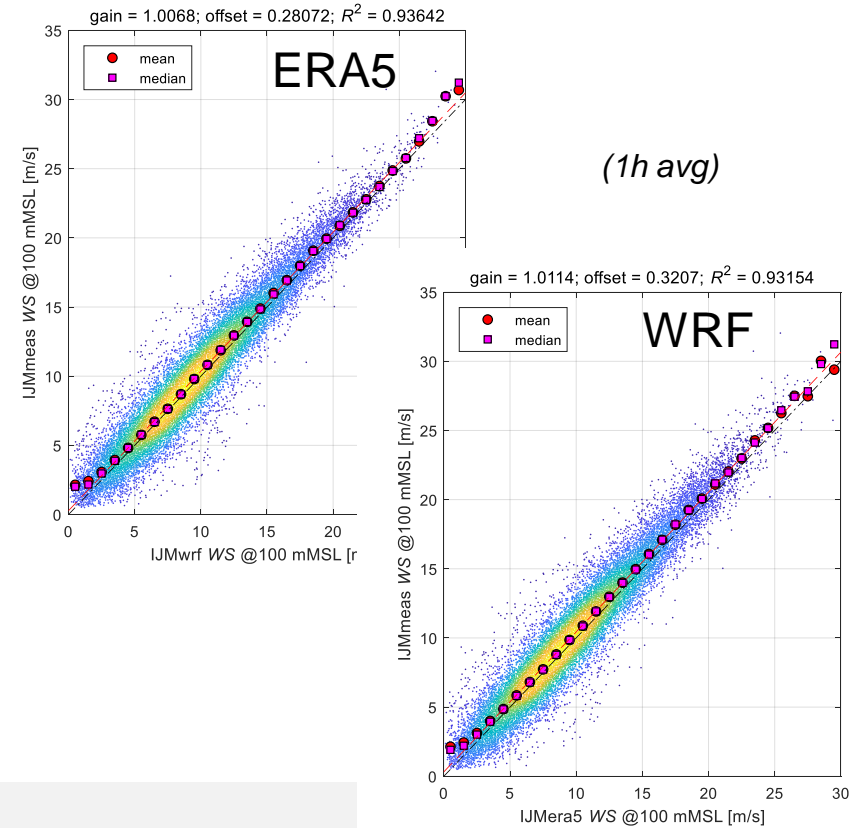 gain = 1.0068; offset = 0.28072; R² = 0.93642
35
30
25
20
15
10
5
0
IJMmeas WS @100 mMSL [m/s]
mean
median
ERA5
0 5 10 15 20
IJMwrf WS @100 mMSL [
(1h avg)
gain = 1.0114; offset = 0.3207; R² = 0.93154
35
30
25
20
15
10
5
0
IJMmeas WS @100 mMSL [m/s]
mean
median
WRF
0 5 10 15 20 25 30
IJMera5 WS @100 mMSL [m/s]